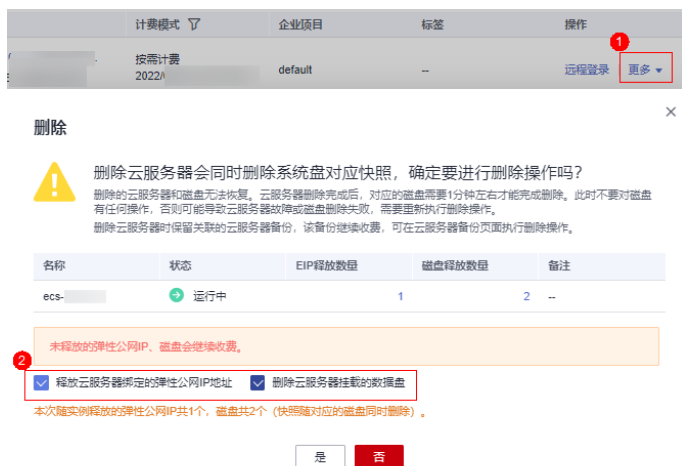 计费模式 企业项目 标签 操作
1
按需计费
2022/
default -- 远程登录 更多
删除
删除云服务器会同时删除系统盘对应快照，确定要进行删除操作吗？
删除的云服务器和磁盘无法恢复。云服务器删除完成后，对应的磁盘需要1分钟左右才能完成删除。此时不要对磁盘
有任何操作，否则可能导致云服务器故障或磁盘删除失败，需要重新执行删除操作。
删除云服务器时保留关联的云服务器备份，该备份继续收费，可在云服务器备份页面执行删除操作。
名称 状态 EIP释放数量 磁盘释放数量 备注
ecs- 运行中 1 2 --
未释放的弹性公网IP、磁盘会继续收费。
2
释放云服务器绑定的弹性公网IP地址 删除云服务器挂载的数据盘
本次随实例释放的弹性公网IP共1个，磁盘共2个（快照随对应的磁盘同时删除）。
是 否